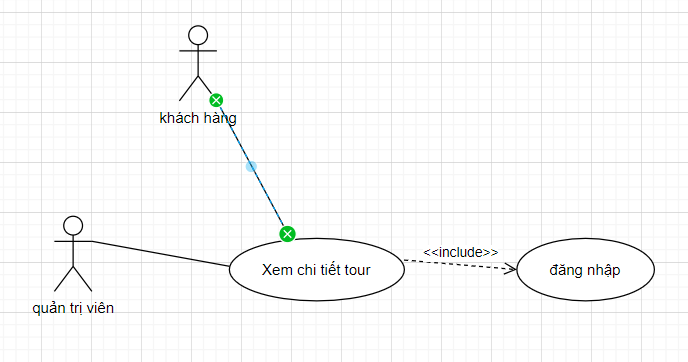 khách hàng
<<include>>
Xem chi tiết tour
đăng nhập
quản trị viên